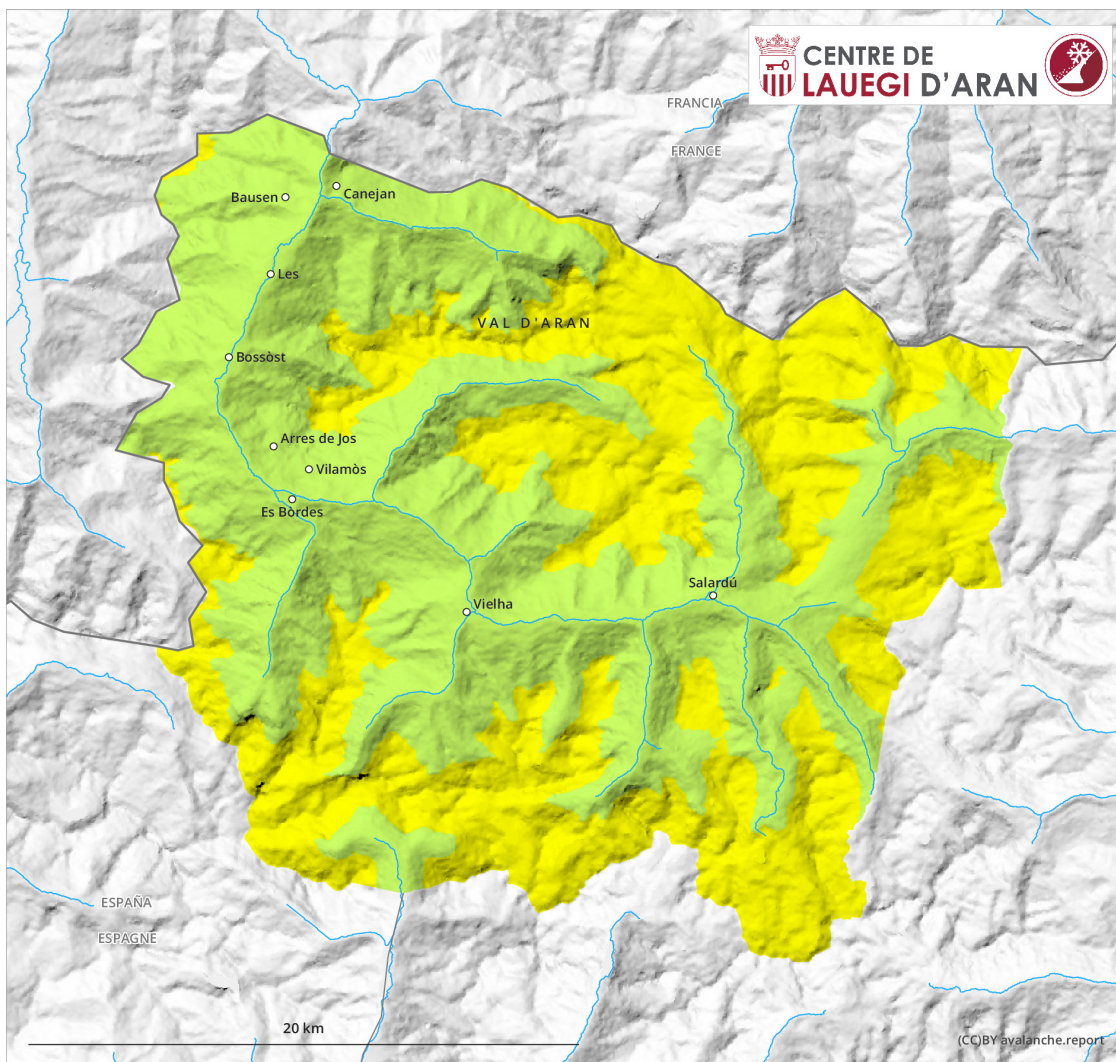 CENTRE DE
LAUEGI D'ARAN
FRANCIA
FRANCE
Bausen
Canejan
Les
VAL D'ARAN
Bossòst
Arres de Jos
Vilamòs
Es Bòrdes
Salardú
Vielha
ESPAÑA
ESPAGNE
20 km
(CC)BY avalanche.report